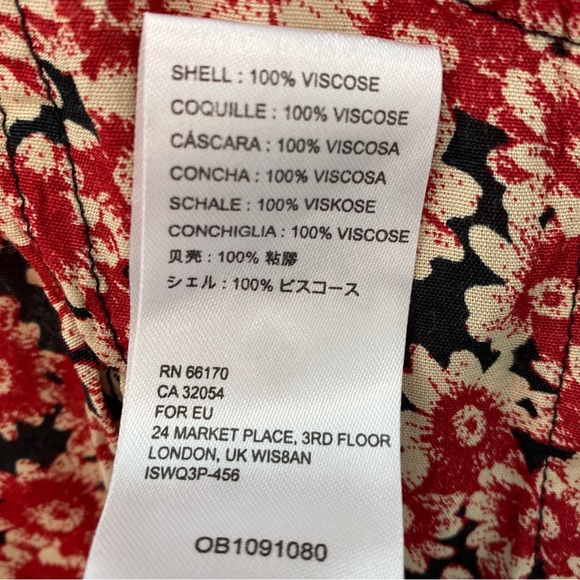 SHELL : 100% VISCOSE
COQUILLE : 100% VISCOSE
CÁSCARA : 100% VISCOSA
CONCHA : 100% VISCOSA
SCHALE : 100% VISKOSE
CONCHIGLIA : 100% VISCOSE
贝壳 : 100% 粘膠
シェル : 100% ビスコース
RN 66170
CA 32054
FOR EU
24 MARKET PLACE, 3RD FLOOR
LONDON, UK WIS8AN
ISWQ3P-456
OB1091080